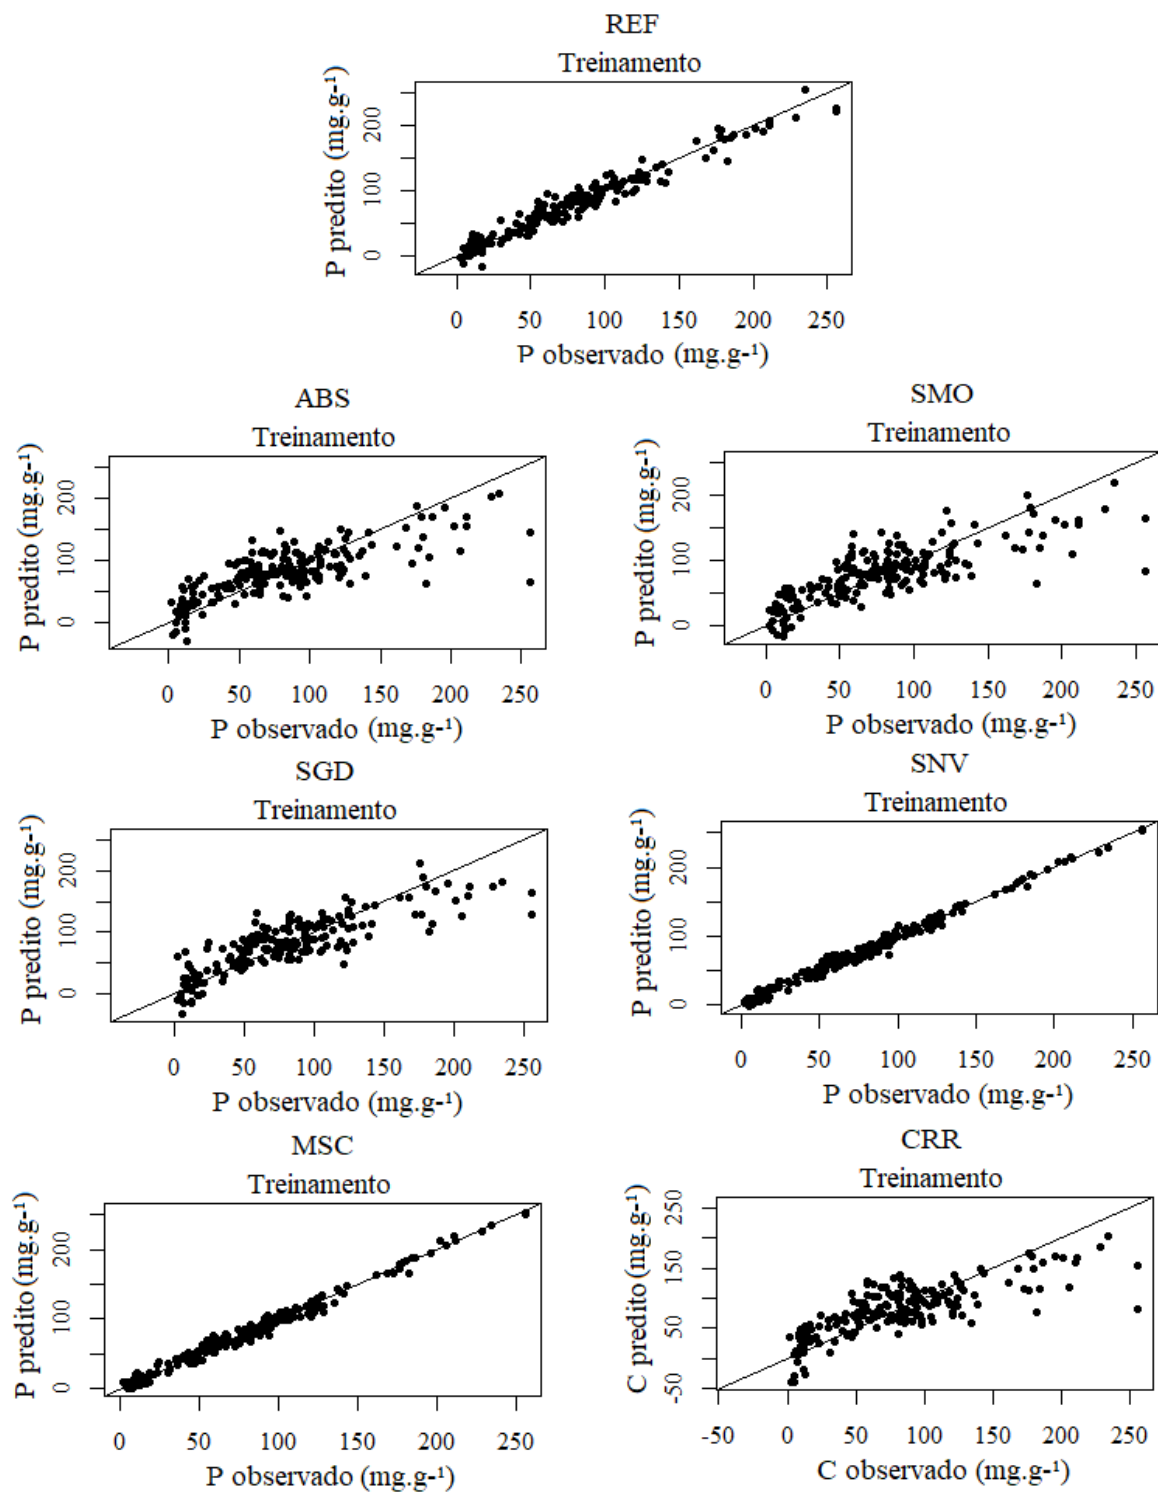 REF
Treinamento
P predito (mg.g-¹)
0 100 200
0 50 100 150 200 250
P observado (mg.g-¹)
ABS
Treinamento
P predito (mg.g-¹)
0 100 200
0 50 100 150 200 250
P observado (mg.g-¹)
SMO
Treinamento
P predito (mg.g-¹)
0 100 200
0 50 100 150 200 250
P observado (mg.g-¹)
SGD
Treinamento
P predito (mg.g-¹)
0 100 200
0 50 100 150 200 250
P observado (mg.g-¹)
SNV
Treinamento
P predito (mg.g-¹)
0 100 200
0 50 100 150 200 250
P observado (mg.g-¹)
MSC
Treinamento
P predito (mg.g-¹)
0 100 200
0 50 100 150 200 250
P observado (mg.g-¹)
CRR
Treinamento
C predito (mg.g-¹)
-50 50 150 250
-50 0 50 100 150 200 250
C observado (mg.g-¹)